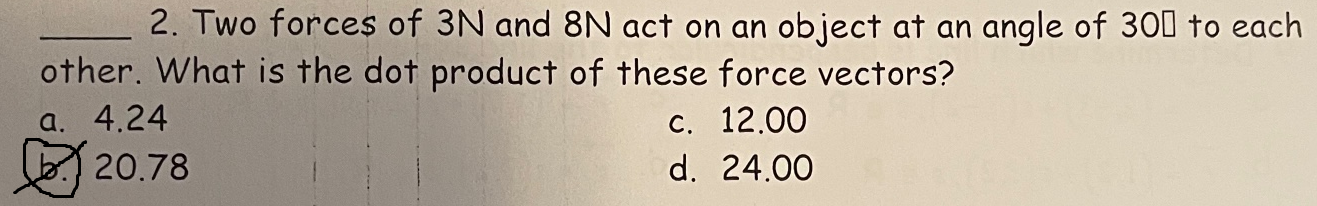 _____ 2. Two forces of 3N and 8N act on an object at an angle of 30▯ to each
other. What is the dot product of these force vectors?
a. 4.24 c. 12.00
b. 20.78 d. 24.00